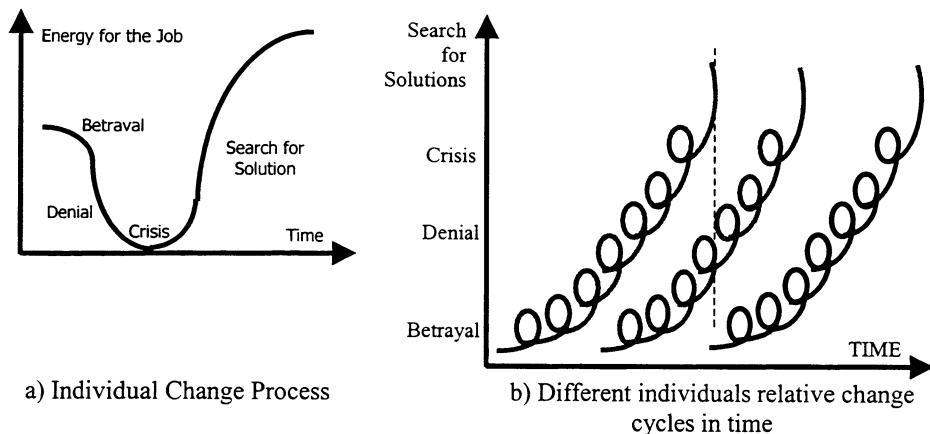 Energy for the Job
Betraval
Denial
Crisis
Search for
Solution
Time
a) Individual Change Process
Search
for
Solutions
Crisis
Denial
Betrayal
TIME
b) Different individuals relative change
cycles in time